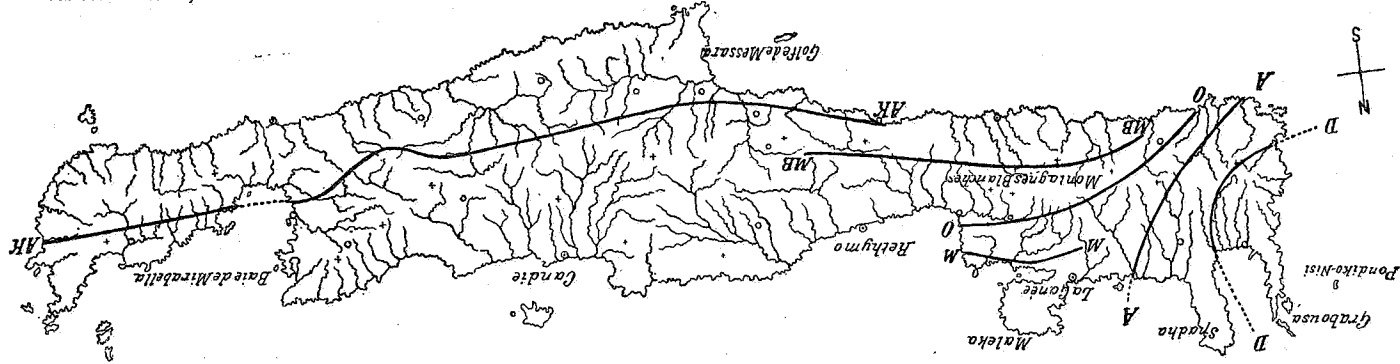 Grabousa
Pondiko-Nisi
D
Spadha
A
Maleka
La Canée
M
M
Rethymo
Candie
Baie de Mirabella
AK
O
Montagnes Blanches
MB
MB
D
A
O
AK
Golfe de Messara
N
S